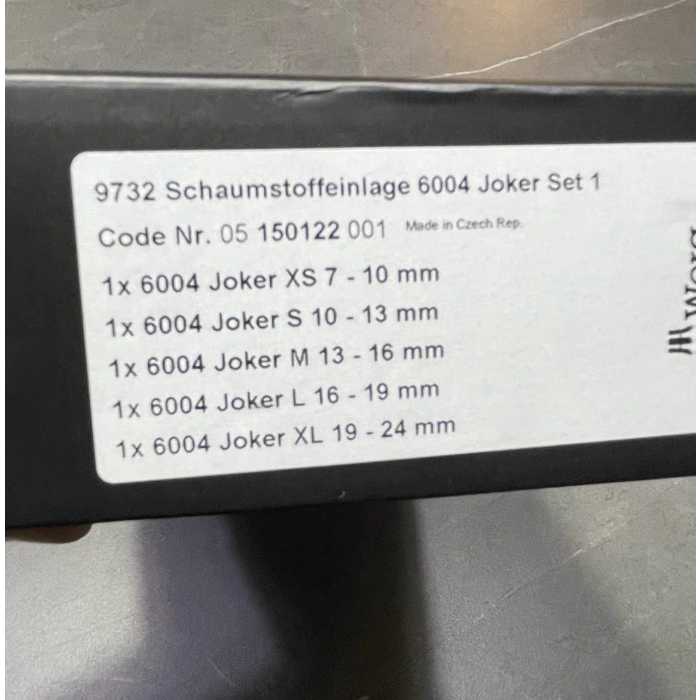 9732 Schaumstoffeinlage 6004 Joker Set 1
Code Nr. 05 150122 001 Made in Czech Rep.
1x 6004 Joker XS 7 - 10 mm
1x 6004 Joker S 10 - 13 mm
1x 6004 Joker M 13 - 16 mm
1x 6004 Joker L 16 - 19 mm
1x 6004 Joker XL 19 - 24 mm
Wera